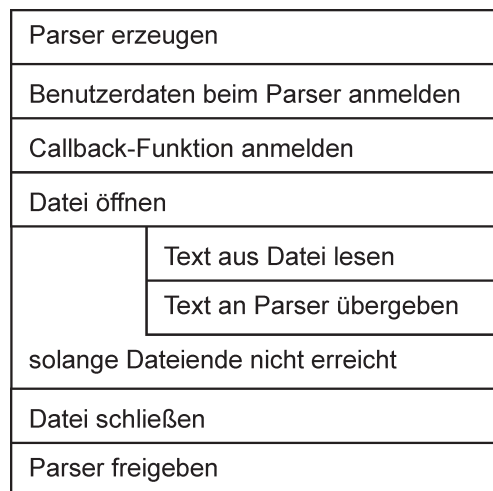 Parser erzeugen
Benutzerdaten beim Parser anmelden
Callback-Funktion anmelden
Datei öffnen
Text aus Datei lesen
Text an Parser übergeben
solange Dateiende nicht erreicht
Datei schließen
Parser freigeben